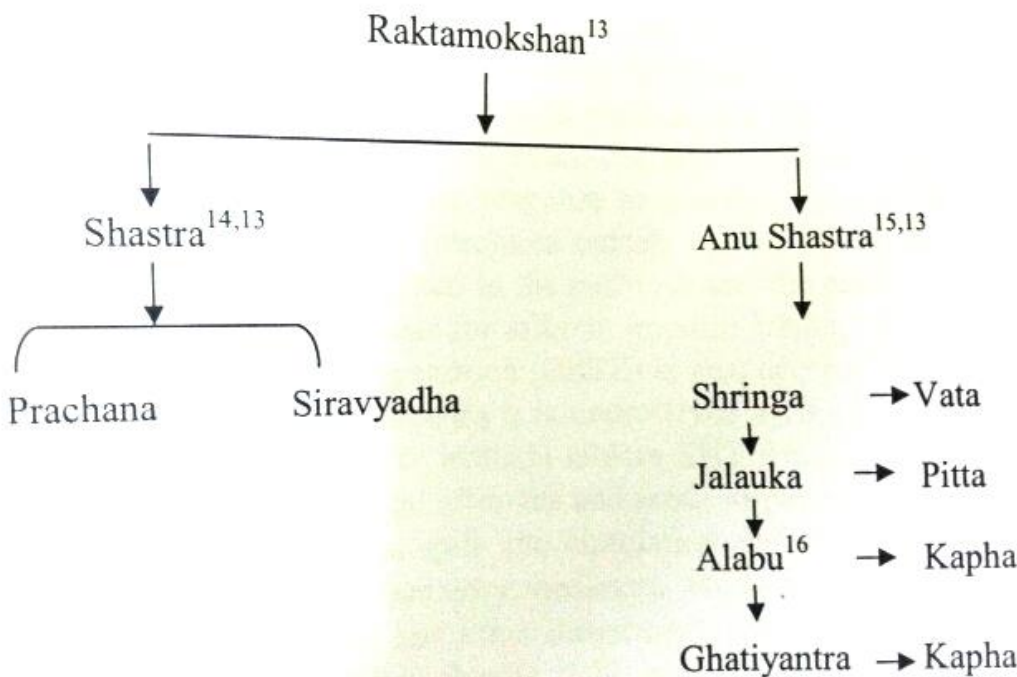 Raktamokshan¹³
Shastra¹⁴,¹³ Anu Shastra¹⁵,¹³
Prachana Siravyadha Shringa → Vata
Jalauka → Pitta
Alabu¹⁶ → Kapha
Ghatiyantra → Kapha